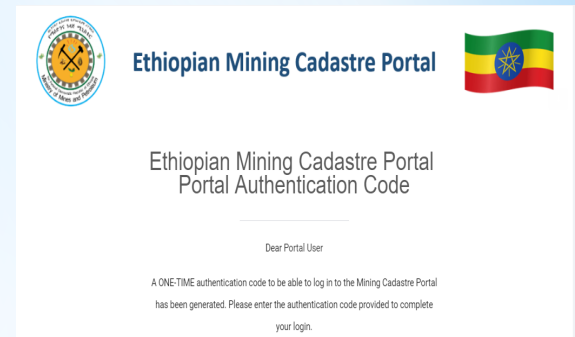 Ethiopian Mining Cadastre Portal
Ministry of Mines and Petroleum
Ethiopian Mining Cadastre Portal
Portal Authentication Code
Dear Portal User
A ONE-TIME authentication code to be able to log in to the Mining Cadastre Portal
has been generated. Please enter the authentication code provided to complete
your login.